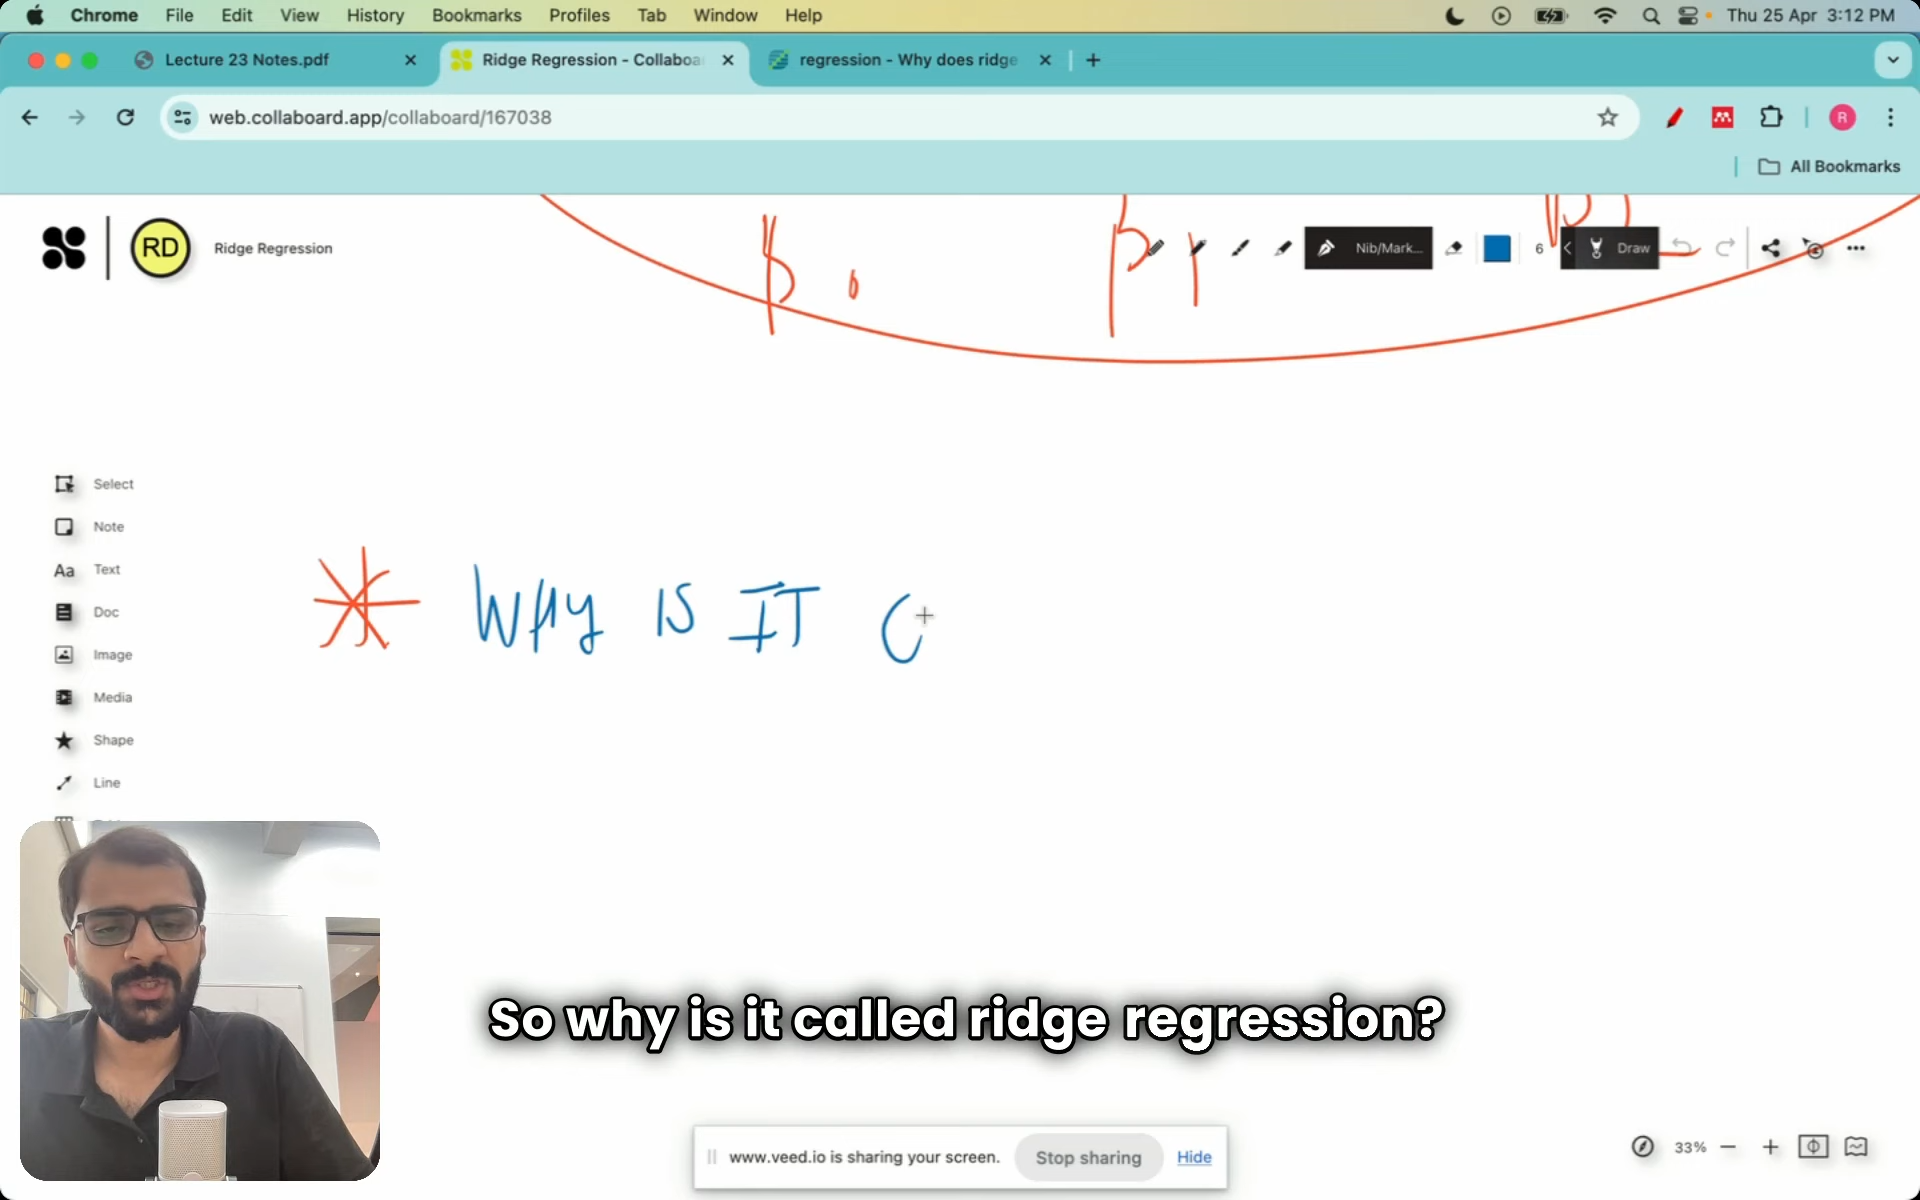 Chrome File Edit View History Bookmarks Profiles Tab Window Help Thu 25 Apr 3:12 PM
Lecture 23 Notes.pdf Ridge Regression - Collaboa regression - Why does ridge
web.collaboard.app/collaboard/167038 R
All Bookmarks
RD Ridge Regression Nib/Mark... 6 Draw
β0 β1
Select
Note
Aa Text
Doc
Image
Media
Shape
Line
WHY IS IT C
So why is it called ridge regression?
www.veed.io is sharing your screen. Stop sharing Hide
33%